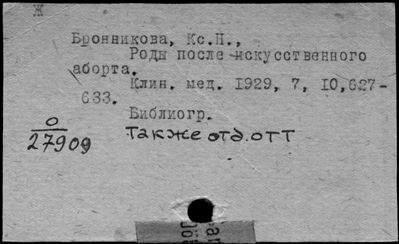 Ж
Бронникова, Кс.Н.,
Роды после искусственного
аборта.
Клин. мед. 1929, 7, 10,627-
633.
Библиогр.
Также отд. отт
О
27909